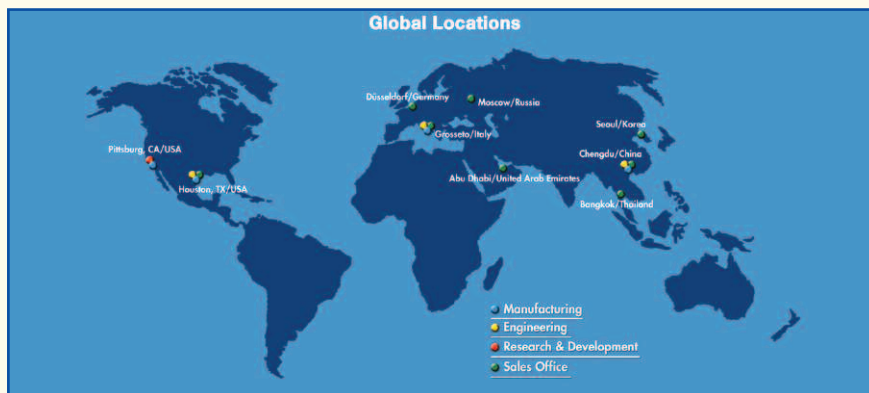 Global Locations
Düsseldorf/Germany
Moscow/Russia
Seoul/Korea
Grosseto/Italy
Pittsburg, CA/USA
Chengdu/China
Houston, TX/USA
Abu Dhabi/United Arab Emirates
Bangkok/Thailand
Manufacturing
Engineering
Research & Development
Sales Office